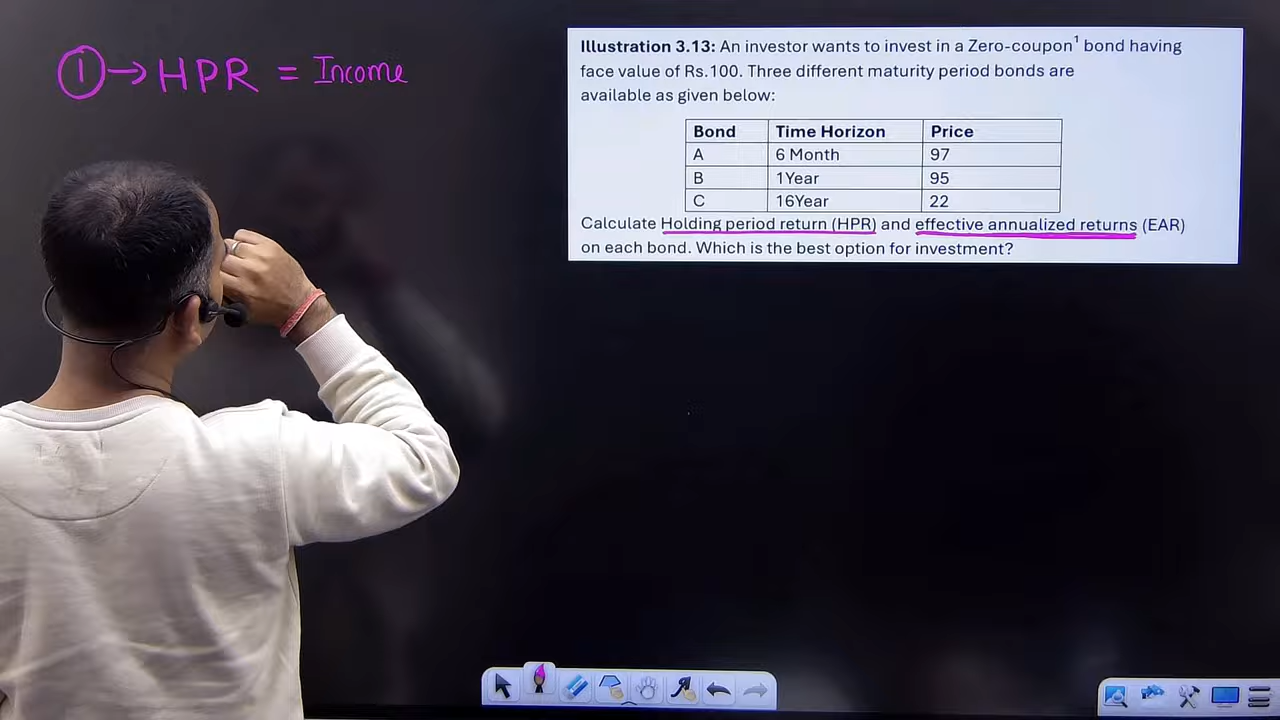 ① → HPR = Income
Illustration 3.13: An investor wants to invest in a Zero-coupon¹ bond having
face value of Rs.100. Three different maturity period bonds are
available as given below:
Bond Time Horizon Price
A 6 Month 97
B 1Year 95
C 16Year 22
Calculate Holding period return (HPR) and effective annualized returns (EAR)
on each bond. Which is the best option for investment?